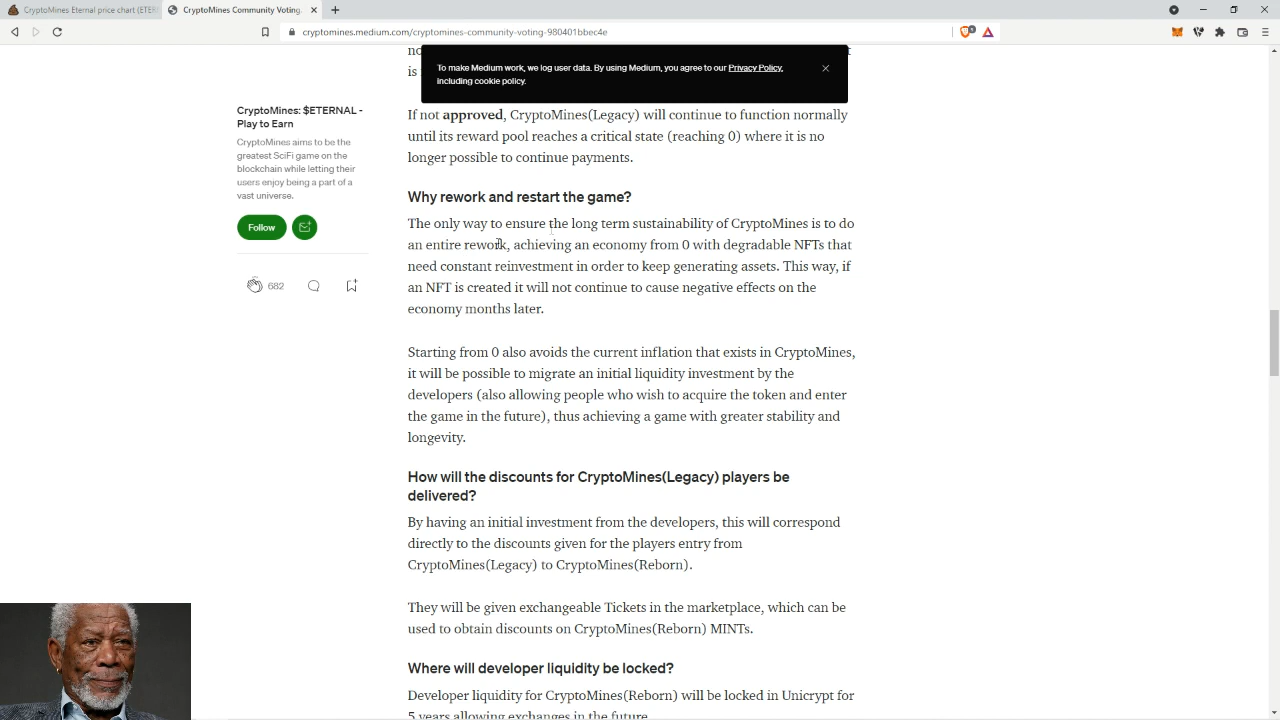 CryptoMines Eternal price chart (ETER
CryptoMines Community Voting.
cryptomines.medium.com/cryptomines-community-voting-980401bbec4e
To make Medium work, we log user data. By using Medium, you agree to our Privacy Policy,
including cookie policy.
is
CryptoMines: $ETERNAL -
Play to Earn
CryptoMines aims to be the
greatest SciFi game on the
blockchain while letting their
users enjoy being a part of a
vast universe.
Follow
682
If not approved, CryptoMines(Legacy) will continue to function normally
until its reward pool reaches a critical state (reaching 0) where it is no
longer possible to continue payments.
Why rework and restart the game?
The only way to ensure the long term sustainability of CryptoMines is to do
an entire rework, achieving an economy from 0 with degradable NFTs that
need constant reinvestment in order to keep generating assets. This way, if
an NFT is created it will not continue to cause negative effects on the
economy months later.
Starting from 0 also avoids the current inflation that exists in CryptoMines,
it will be possible to migrate an initial liquidity investment by the
developers (also allowing people who wish to acquire the token and enter
the game in the future), thus achieving a game with greater stability and
longevity.
How will the discounts for CryptoMines(Legacy) players be
delivered?
By having an initial investment from the developers, this will correspond
directly to the discounts given for the players entry from
CryptoMines(Legacy) to CryptoMines(Reborn).
They will be given exchangeable Tickets in the marketplace, which can be
used to obtain discounts on CryptoMines(Reborn) MINTs.
Where will developer liquidity be locked?
Developer liquidity for CryptoMines(Reborn) will be locked in Unicrypt for
5 years allowing exchanges in the future.